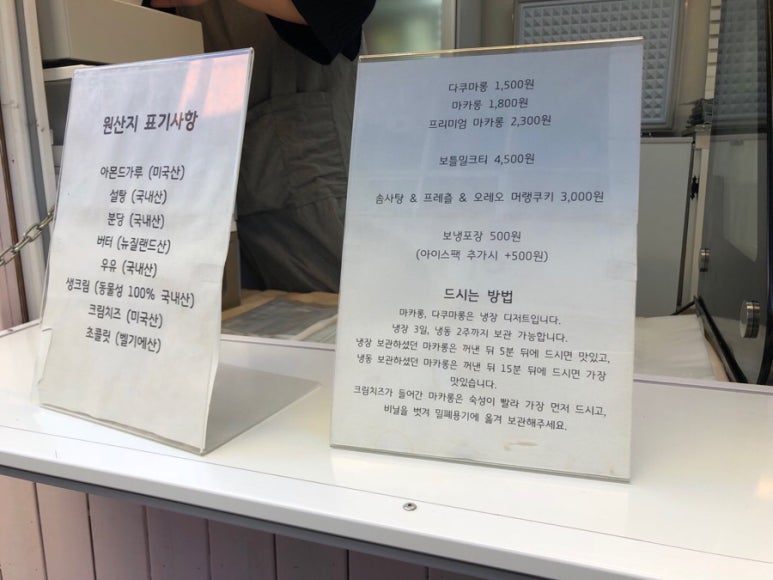 원산지 표기사항
아몬드가루 (미국산)
설탕 (국내산)
분당 (국내산)
버터 (뉴질랜드산)
우유 (국내산)
생크림 (동물성 100% 국내산)
크림치즈 (미국산)
초콜릿 (벨기에산)
다쿠마롱 1,500원
마카롱 1,800원
프리미엄 마카롱 2,300원
보틀밀크티 4,500원
솜사탕 & 프레츨 & 오레오 머랭쿠키 3,000원
보냉포장 500원
(아이스팩 추가시 +500원)
드시는 방법
마카롱, 다쿠마롱은 냉장 디저트입니다.
냉장 3일, 냉동 2주까지 보관 가능합니다.
냉장 보관하셨던 마카롱은 꺼낸 뒤 5분 뒤에 드시면 맛있고,
냉동 보관하셨던 마카롱은 꺼낸 뒤 15분 뒤에 드시면 가장
맛있습니다.
크림치즈가 들어간 마카롱은 숙성이 빨라 가장 먼저 드시고,
비닐을 벗겨 밀폐용기에 옮겨 보관해주세요.